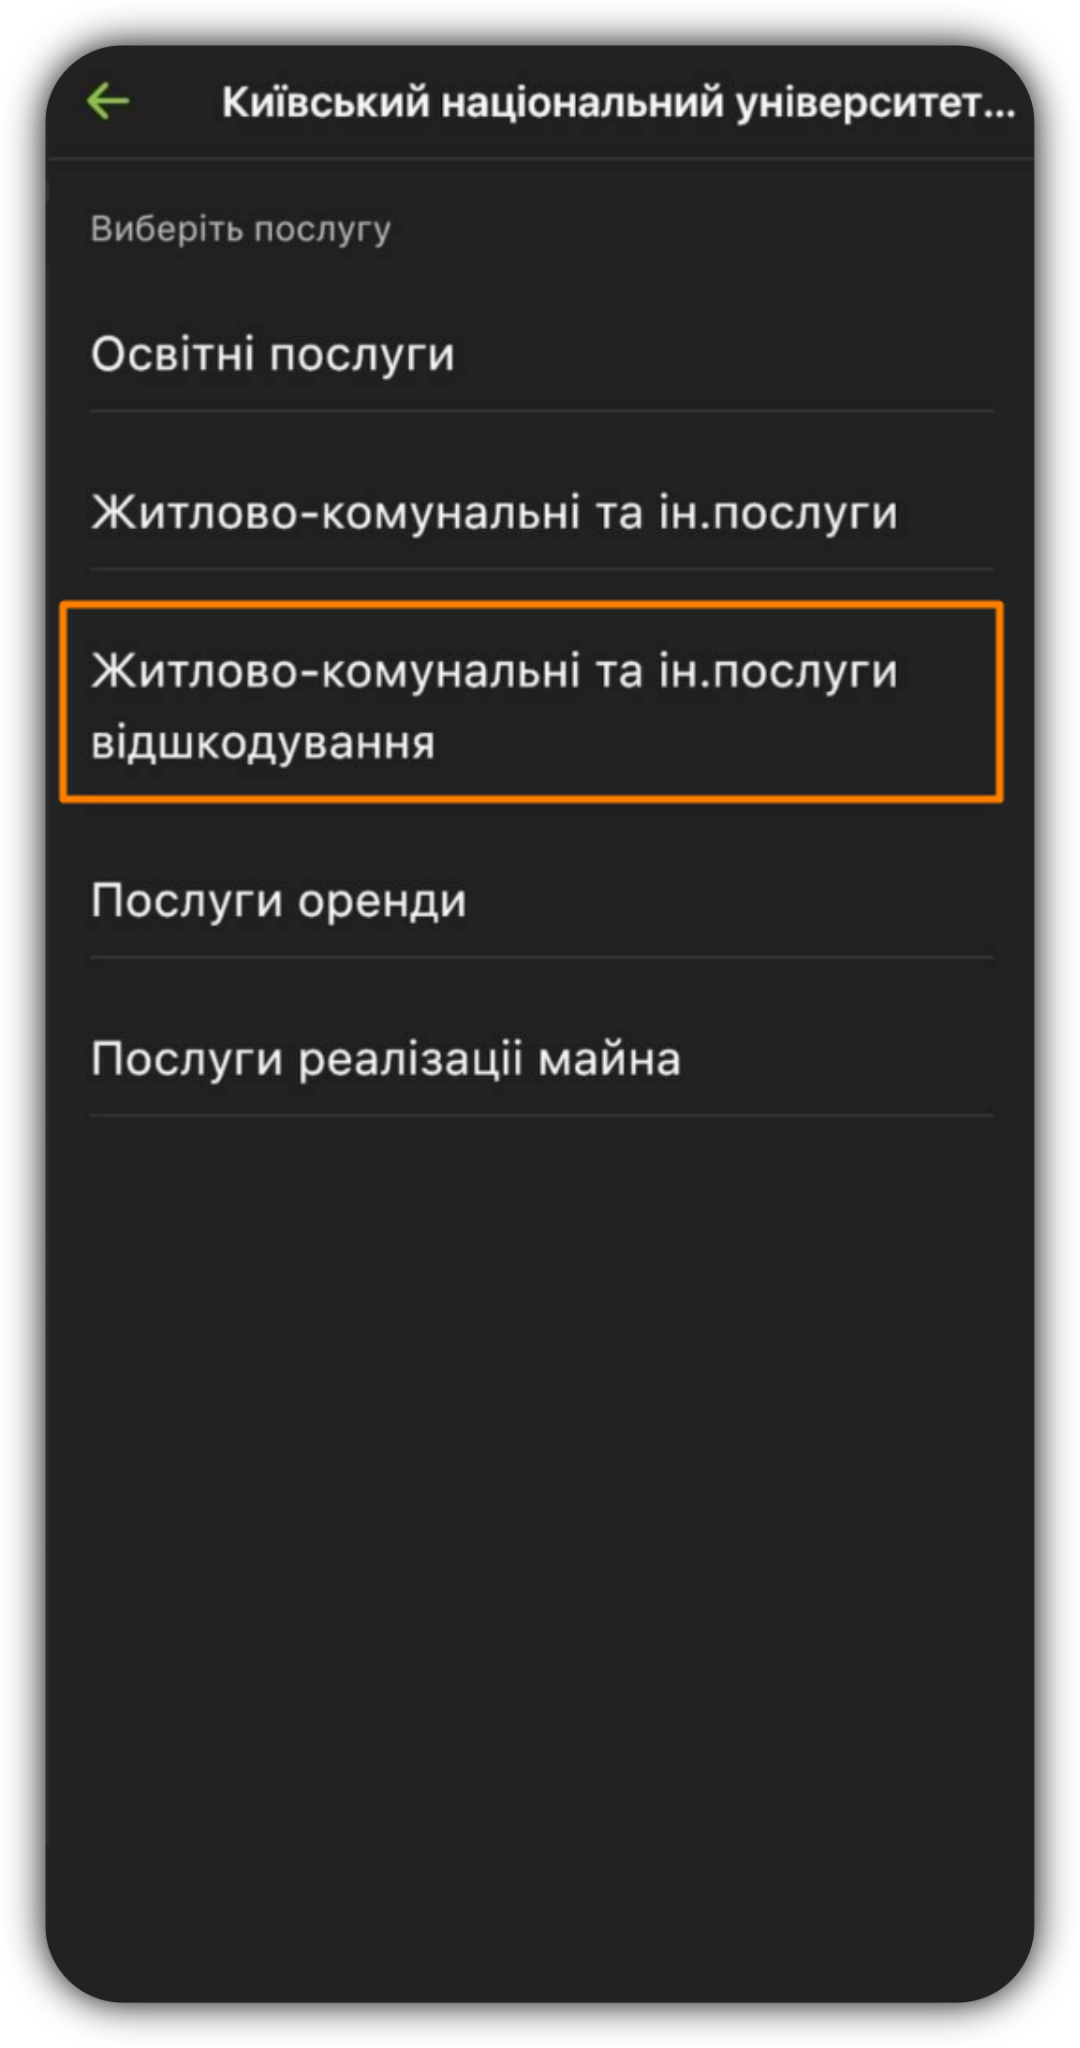 Київський національний університет...
Виберіть послугу
Освітні послуги
Житлово-комунальні та ін.послуги
Житлово-комунальні та ін.послуги
відшкодування
Послуги оренди
Послуги реалізаціі майна